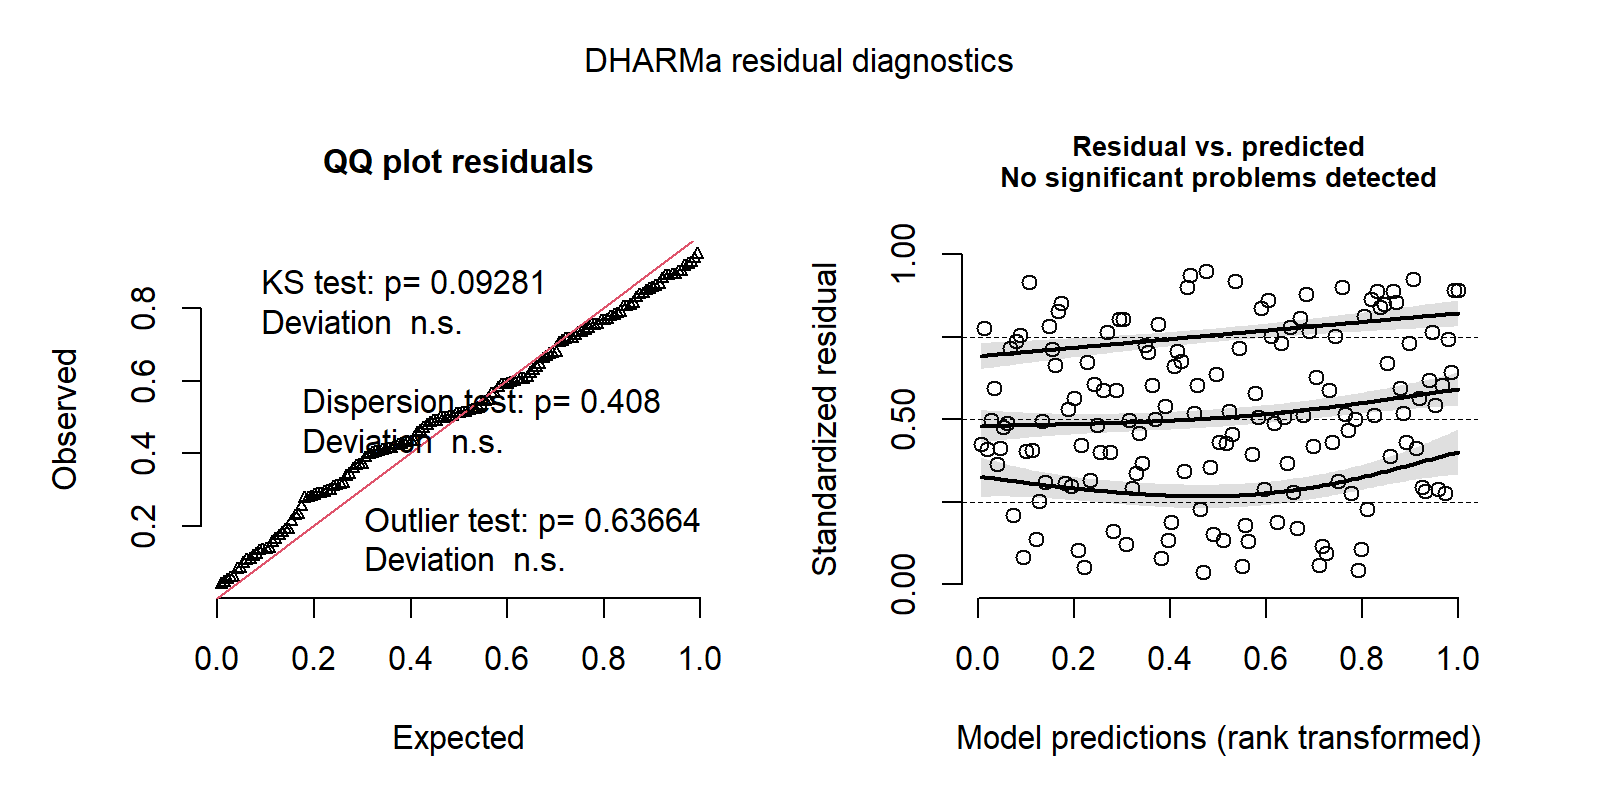 DHARMa residual diagnostics
QQ plot residuals
KS test: p= 0.09281
Deviation n.s.
Dispersion test: p= 0.408
Deviation n.s.
Outlier test: p= 0.63664
Deviation n.s.
Observed
0.2 0.4 0.6 0.8
0.0 0.2 0.4 0.6 0.8 1.0
Expected
Residual vs. predicted
No significant problems detected
Standardized residual
0.00 0.50 1.00
0.0 0.2 0.4 0.6 0.8 1.0
Model predictions (rank transformed)